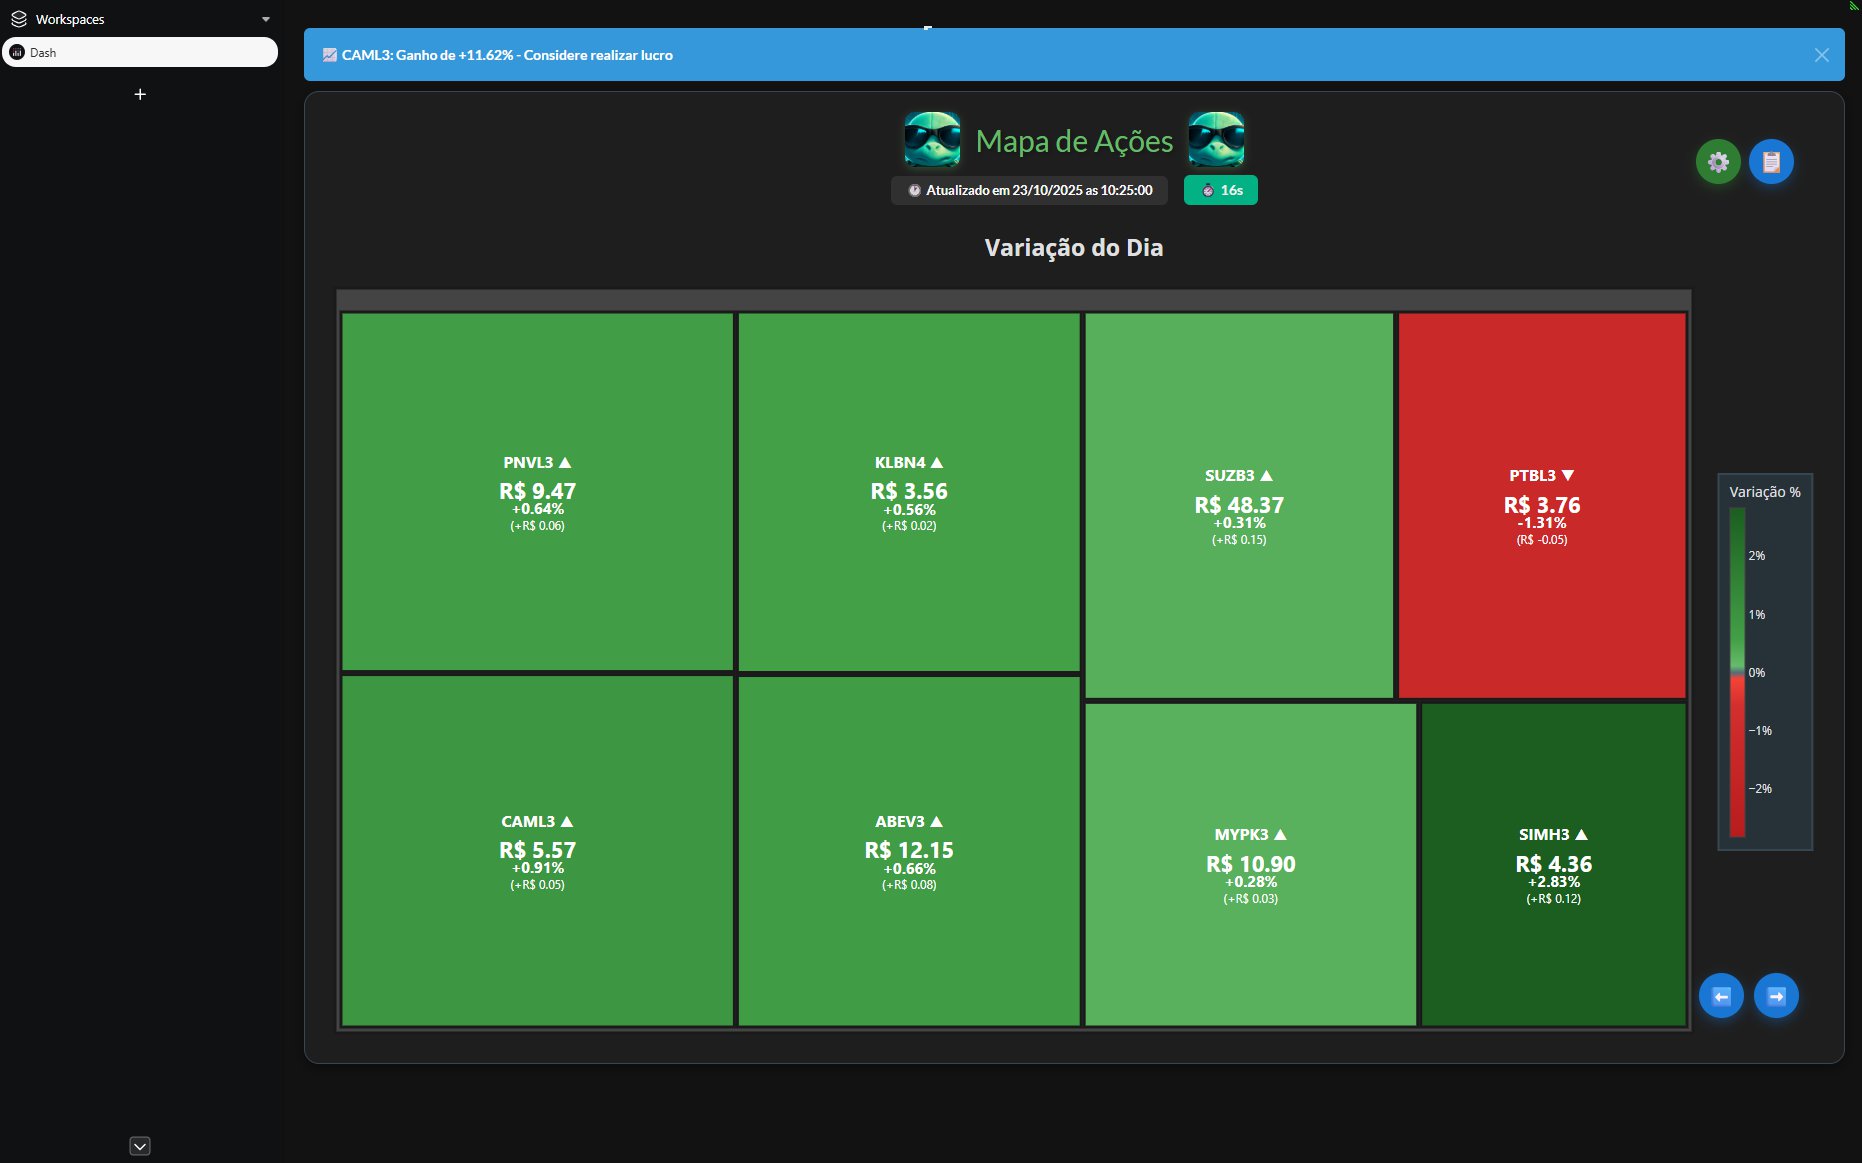 Workspaces
Dash
CAML3: Ganho de +11.62% - Considere realizar lucro
Mapa de Ações
Atualizado em 23/10/2025 as 10:25:00
16s
Variação do Dia
PNVL3 ▲
R$ 9.47
+0.64%
(+R$ 0.06)
KLBN4 ▲
R$ 3.56
+0.56%
(+R$ 0.02)
SUZB3 ▲
R$ 48.37
+0.31%
(+R$ 0.15)
PTBL3 ▼
R$ 3.76
-1.31%
(R$ -0.05)
CAML3 ▲
R$ 5.57
+0.91%
(+R$ 0.05)
ABEV3 ▲
R$ 12.15
+0.66%
(+R$ 0.08)
MYPK3 ▲
R$ 10.90
+0.28%
(+R$ 0.03)
SIMH3 ▲
R$ 4.36
+2.83%
(+R$ 0.12)
Variação %
2%
1%
0%
−1%
−2%